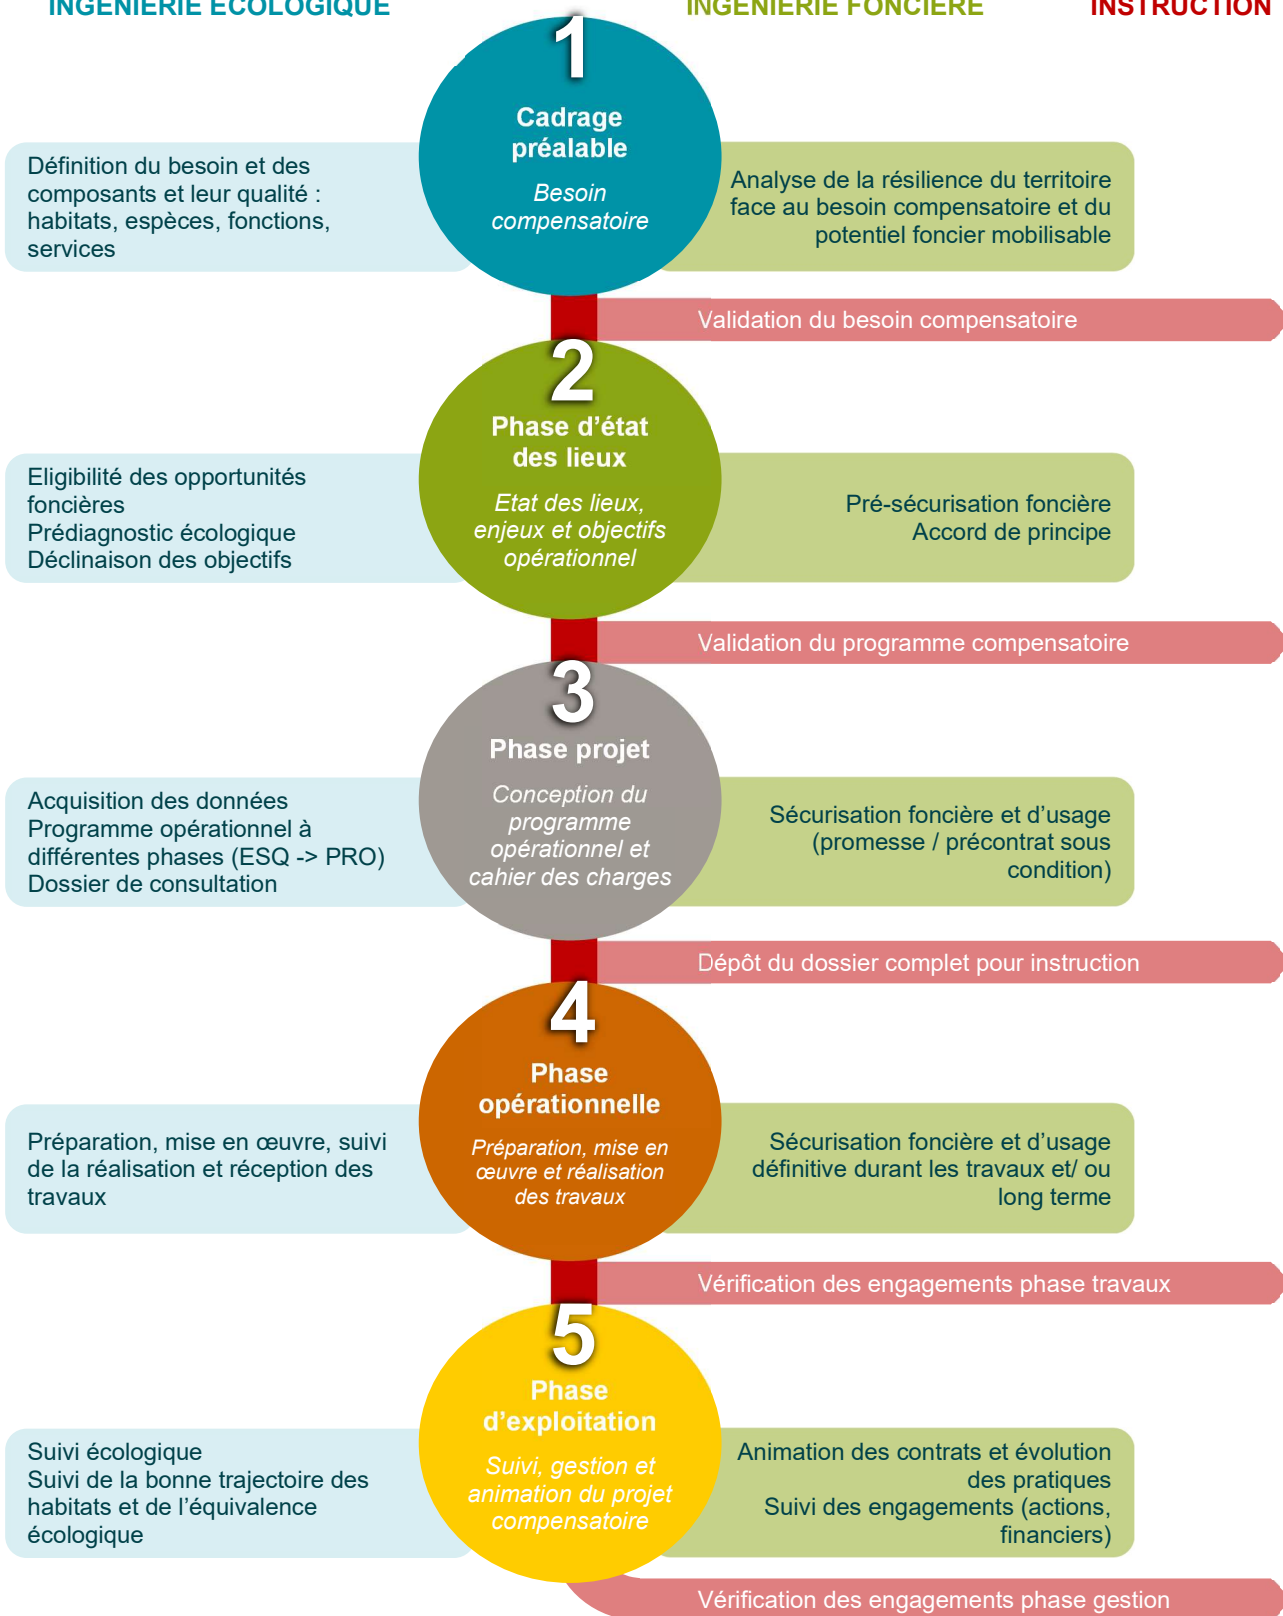 INGENIERIE ECOLOGIQUE
INGENIERIE FONCIERE
INSTRUCTION
1
Cadrage
préalable
Besoin
compensatoire
Définition du besoin et des
composants et leur qualité :
habitats, espèces, fonctions,
services
Analyse de la résilience du territoire
face au besoin compensatoire et du
potentiel foncier mobilisable
Validation du besoin compensatoire
2
Phase d’état
des lieux
Etat des lieux,
enjeux et objectifs
opérationnel
Eligibilité des opportunités
foncières
Prédiagnostic écologique
Déclinaison des objectifs
Pré-sécurisation foncière
Accord de principe
Validation du programme compensatoire
3
Phase projet
Conception du
programme
opérationnel et
cahier des charges
Acquisition des données
Programme opérationnel à
différentes phases (ESQ -> PRO)
Dossier de consultation
Sécurisation foncière et d’usage
(promesse / précontrat sous
condition)
Dépôt du dossier complet pour instruction
4
Phase
opérationnelle
Préparation, mise en
œuvre et réalisation
des travaux
Préparation, mise en œuvre, suivi
de la réalisation et réception des
travaux
Sécurisation foncière et d’usage
définitive durant les travaux et/ ou
long terme
Vérification des engagements phase travaux
5
Phase
d’exploitation
Suivi, gestion et
animation du projet
compensatoire
Suivi écologique
Suivi de la bonne trajectoire des
habitats et de l’équivalence
écologique
Animation des contrats et évolution
des pratiques
Suivi des engagements (actions,
financiers)
Vérification des engagements phase gestion